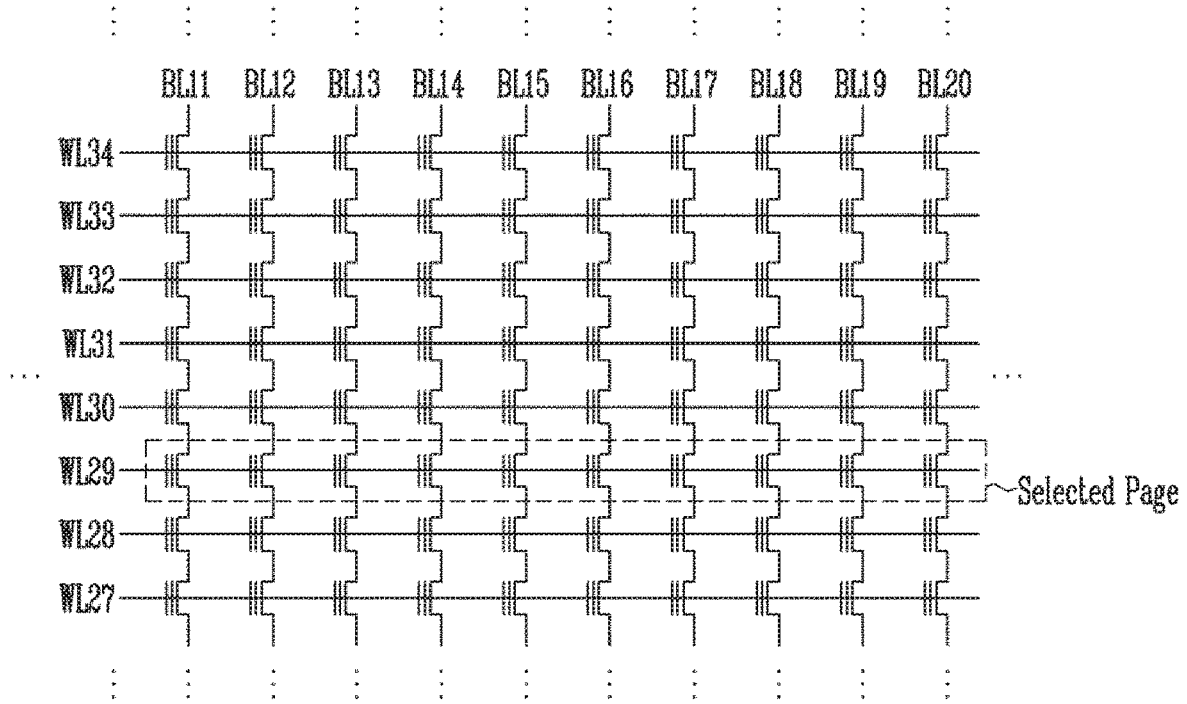 BL11 BL12 BL13 BL14 BL15 BL16 BL17 BL18 BL19 BL20
WL34
WL33
WL32
WL31
... ...
WL30
WL29
Selected Page
WL28
WL27